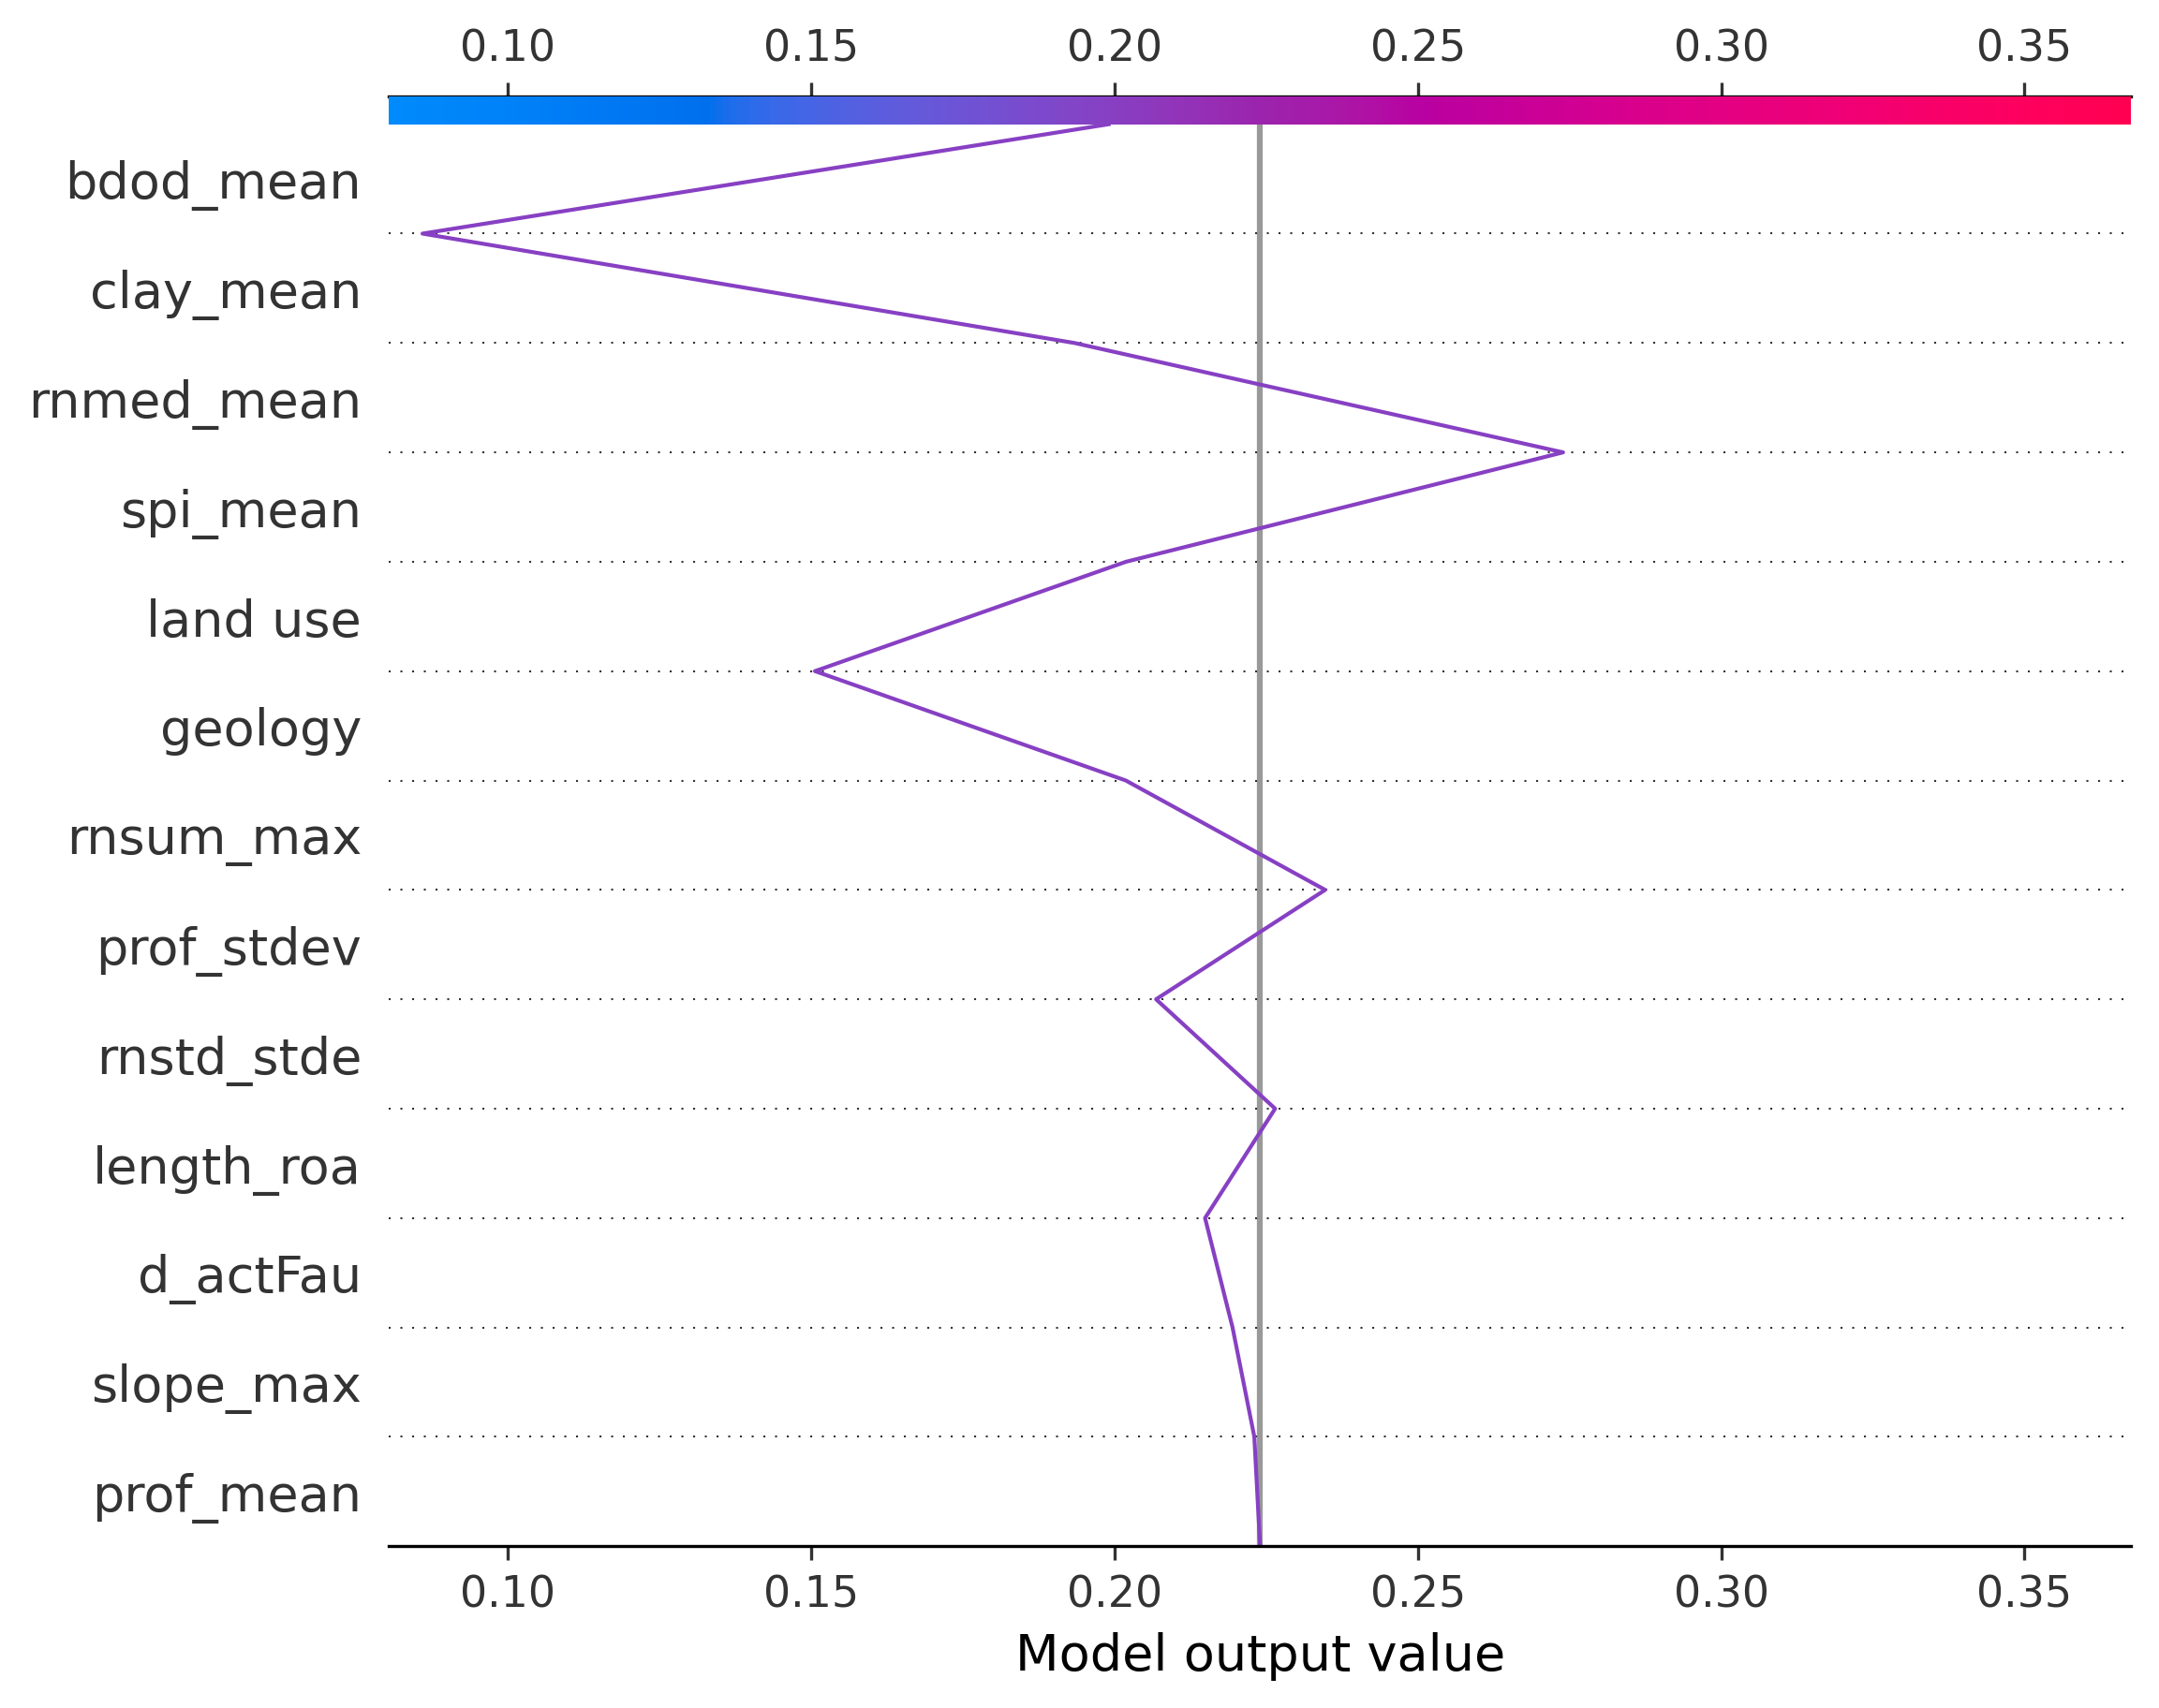 0.10 0.15 0.20 0.25 0.30 0.35
bdod_mean
clay_mean
rnmed_mean
spi_mean
land use
geology
rnsum_max
prof_stdev
rnstd_stde
length_roa
d_actFau
slope_max
prof_mean
0.10 0.15 0.20 0.25 0.30 0.35
Model output value